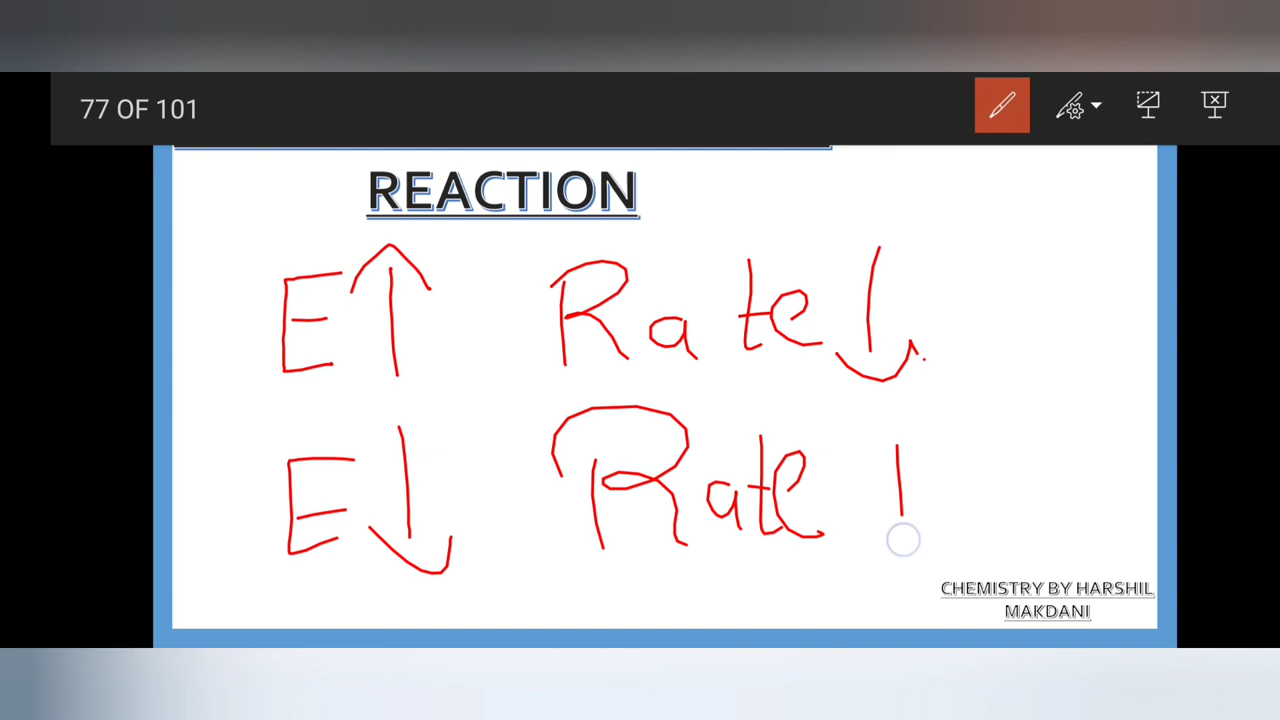 77 OF 101
REACTION
E↑ Rate↓
E↓ Rate
CHEMISTRY BY HARSHIL
MAKDANI